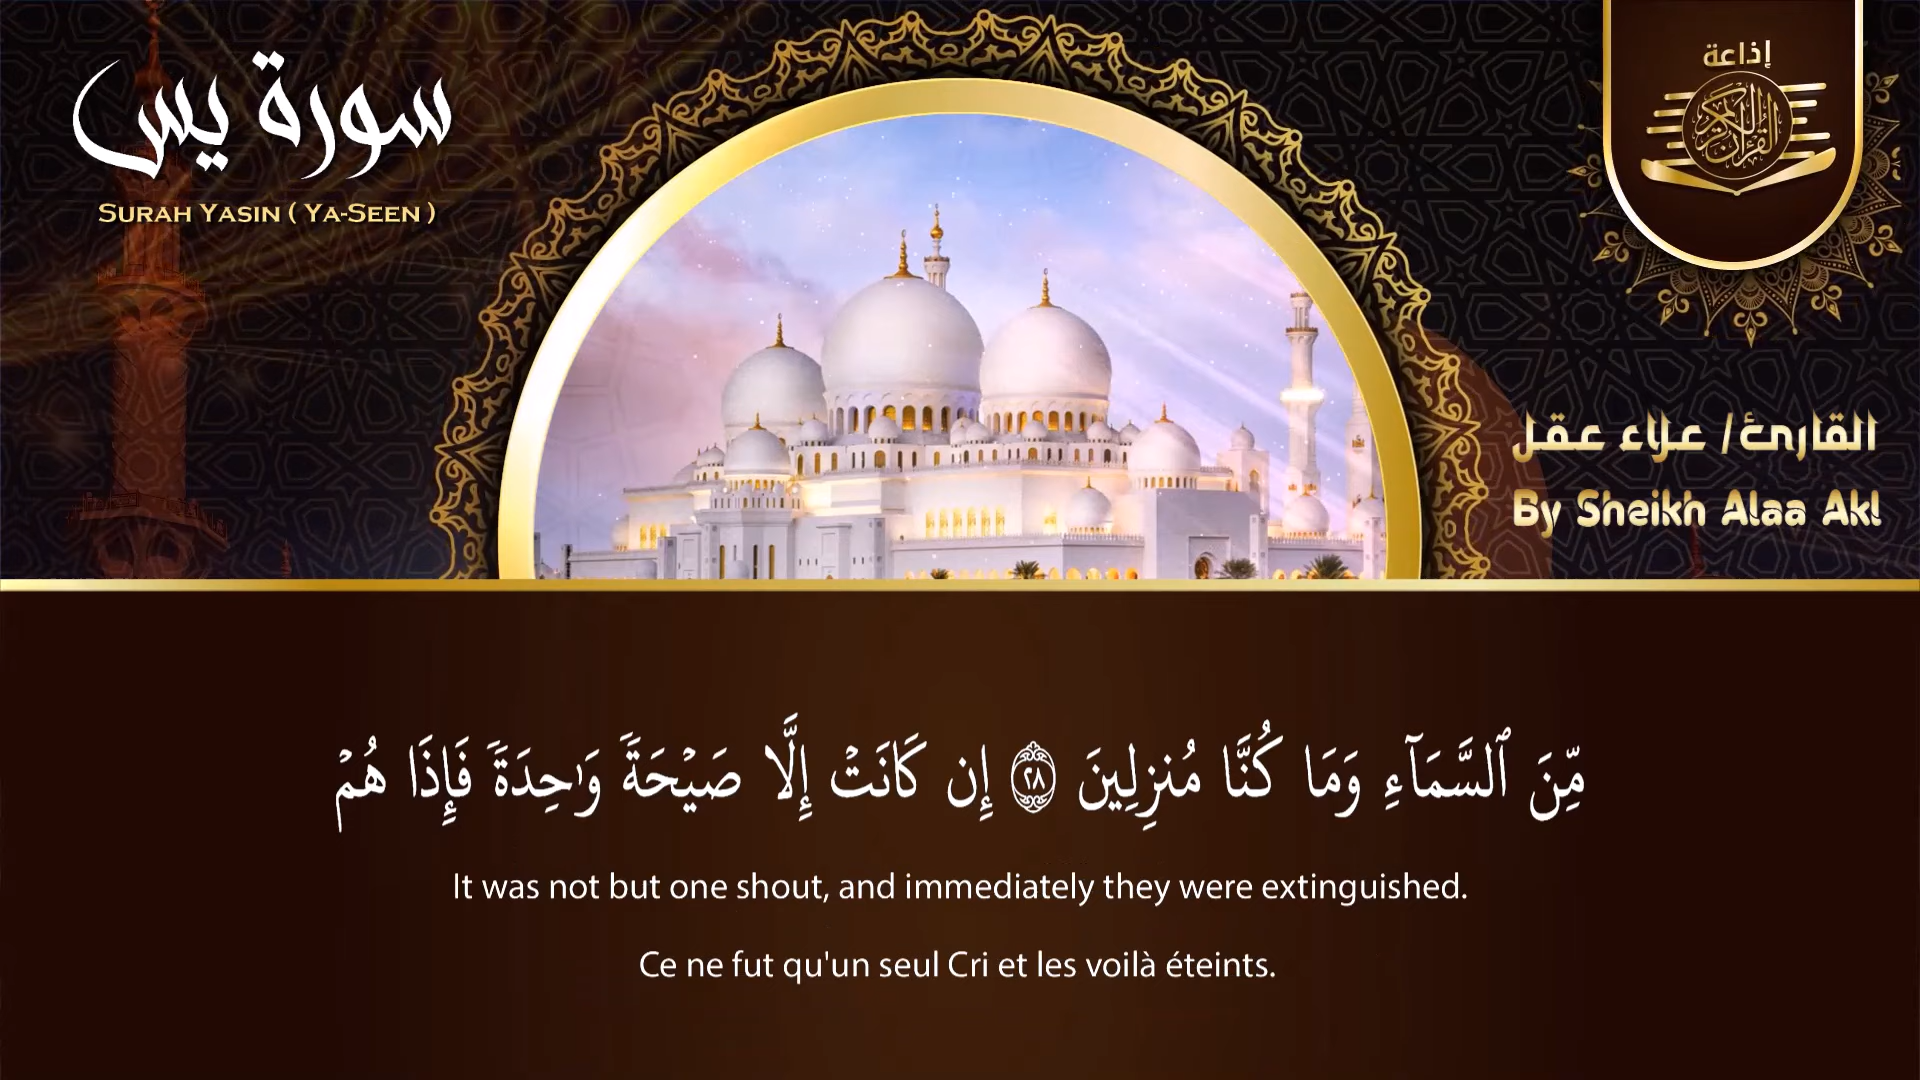 سورة يس
SURAH YASIN ( YA-SEEN )
إذاعة
القرآن الكريم
القارئ/ علاء عقل
By Sheikh Alaa Akl
مِّنَ ٱلسَّمَآءِ وَمَا كُنَّا مُنزِلِينَ ٢٨ إِن كَانَتْ إِلَّا صَيْحَةً وَٰحِدَةً فَإِذَا هُمْ
It was not but one shout, and immediately they were extinguished.
Ce ne fut qu'un seul Cri et les voilà éteints.